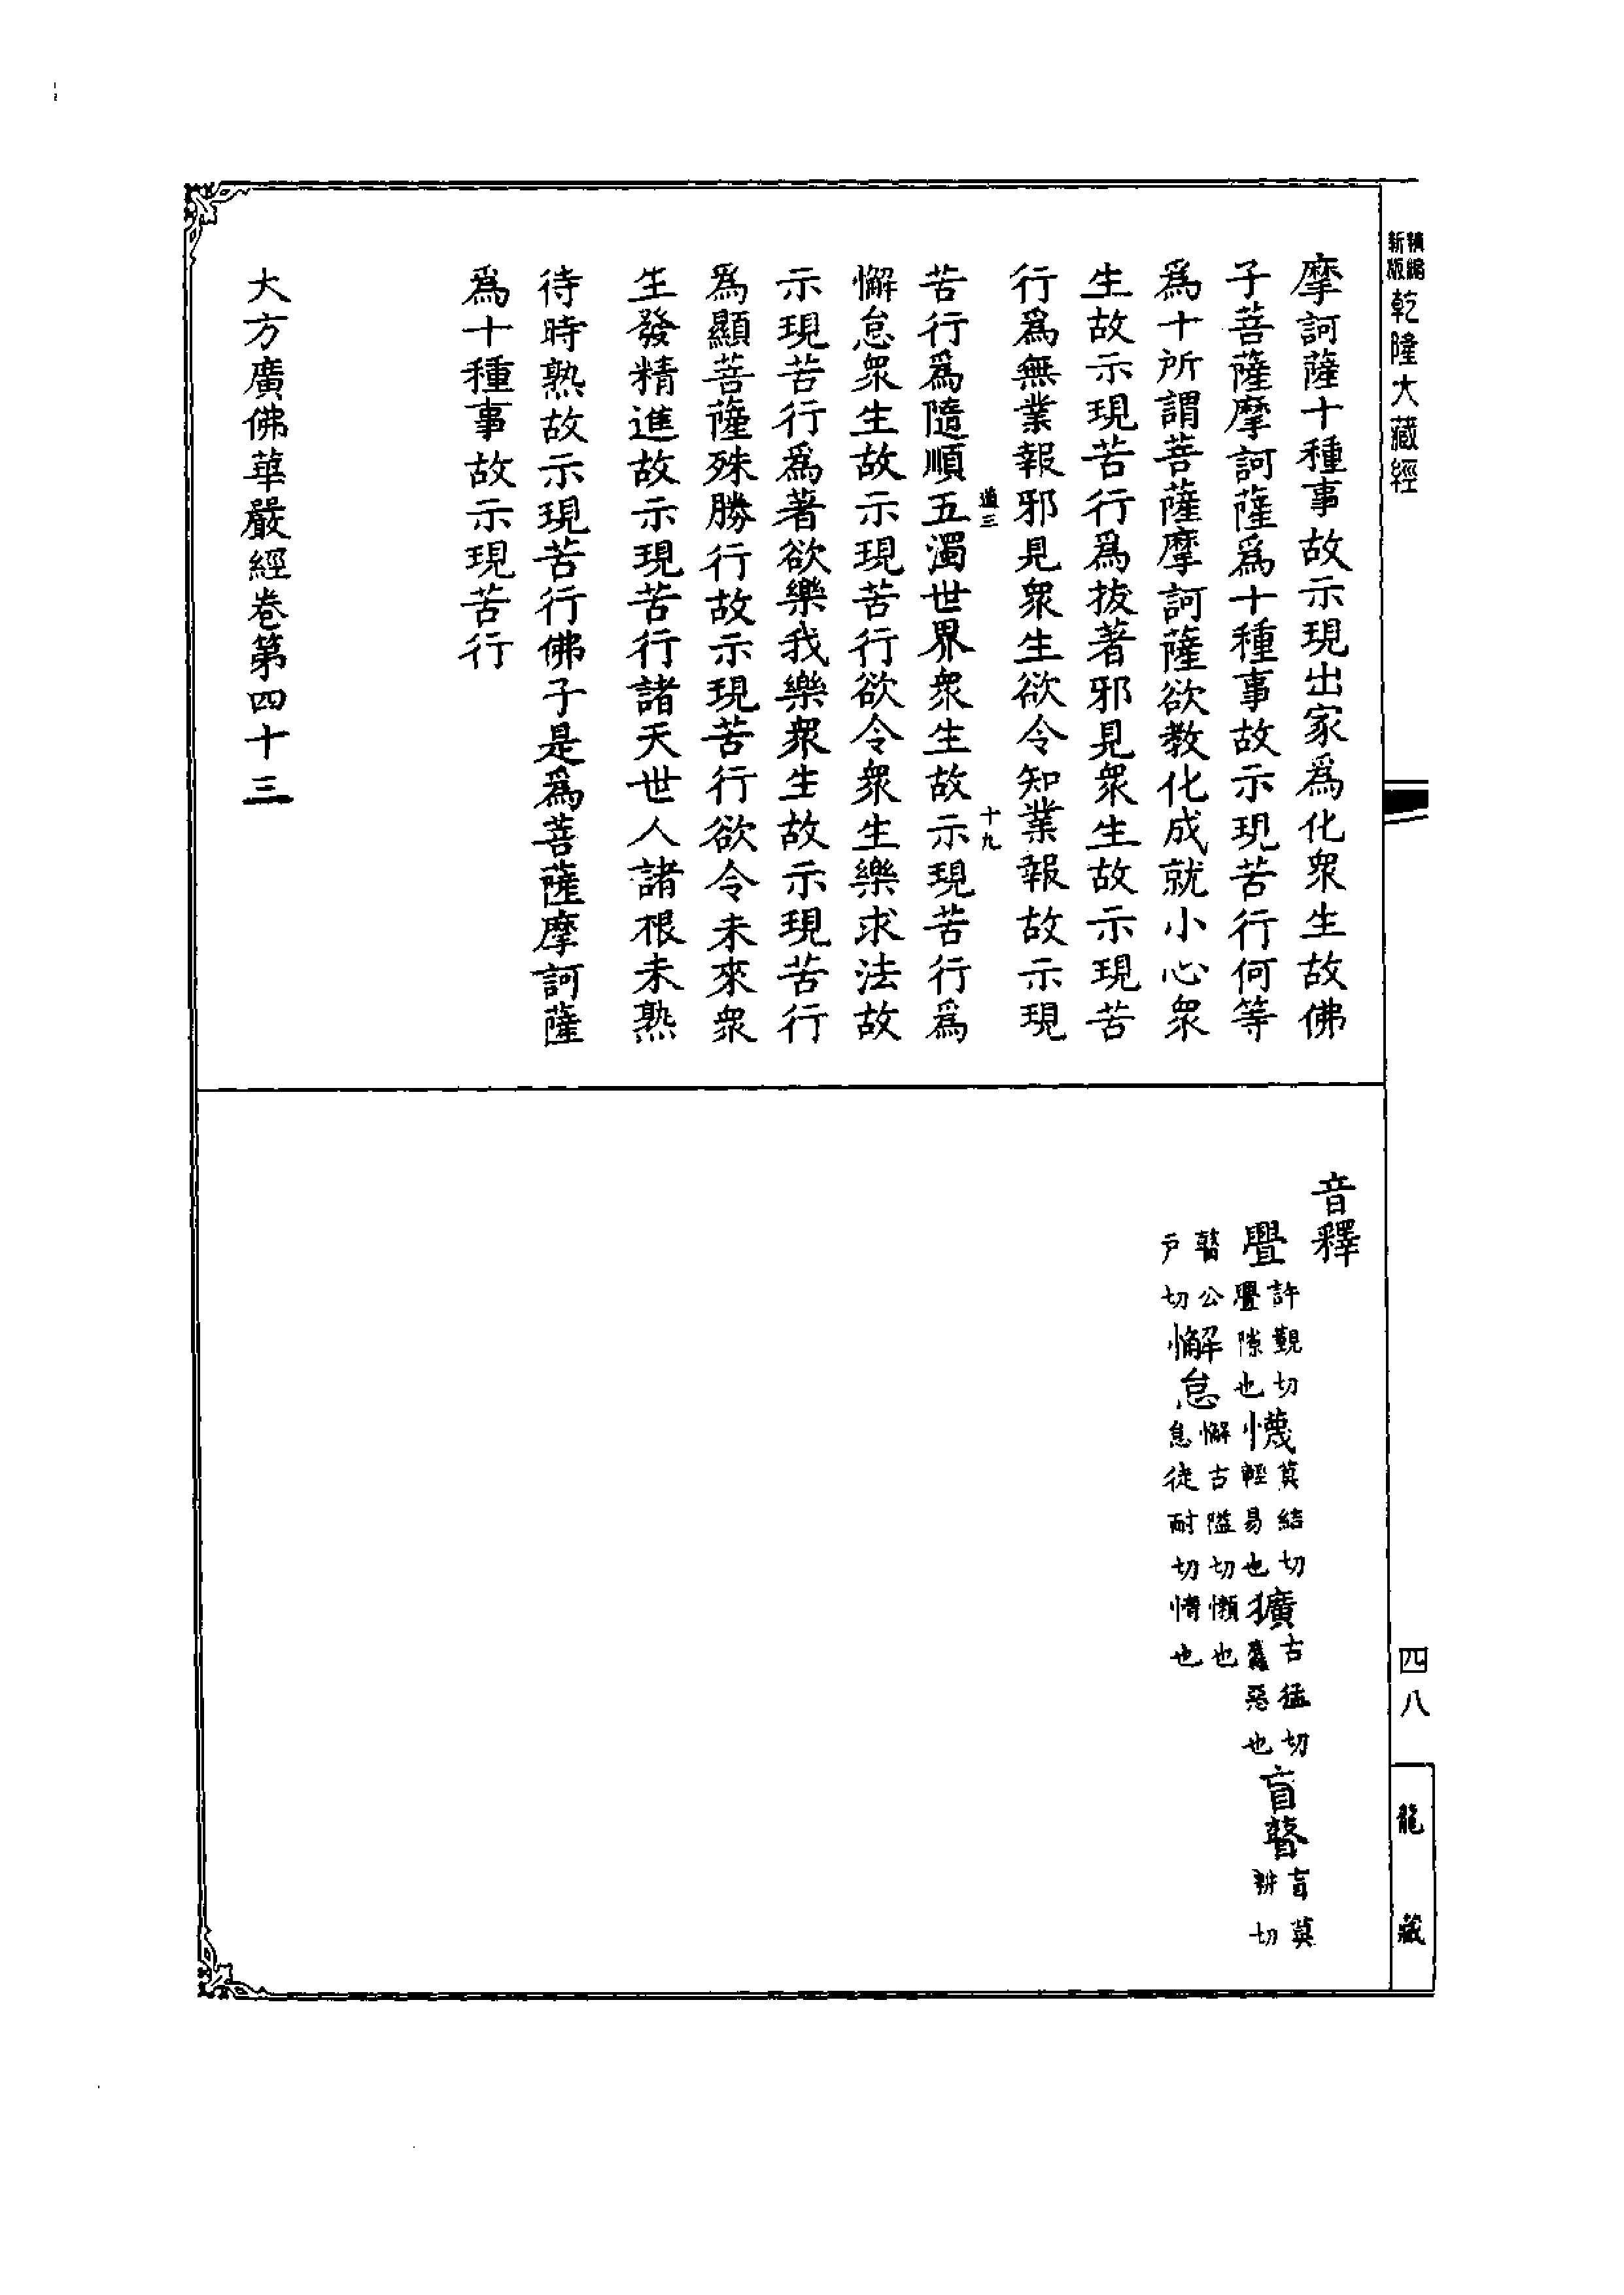 新版精縮乾隆大藏經
摩訶薩十種事故示現出家爲化衆生故佛
子菩薩摩訶薩爲十種事故示現苦行何等
爲十所謂菩薩摩訶薩欲教化成就小心衆
生故示現苦行爲拔著邪見衆生故示現苦
行爲無業報邪見衆生欲令知業報故示現
道三
十九
苦行爲隨順五濁世界衆生故示現苦行爲
懈怠衆生故示現苦行欲令衆生樂求法故
示現苦行爲著欲樂我樂衆生故示現苦行
爲顯菩薩殊勝行故示現苦行欲令未來衆
生發精進故示現苦行諸天世人諸根未熟
待時熟故示現苦行佛子是爲菩薩摩訶薩
爲十種事故示現苦行
大方廣佛華嚴經卷第四十三
音釋
舋許覲切舋隙也懱莫結切輕易也獷古猛切麤惡也盲瞽盲莫耕切
瞽公戶切懈怠懈古隘切懶也怠徒耐切惰也
四八
龍藏